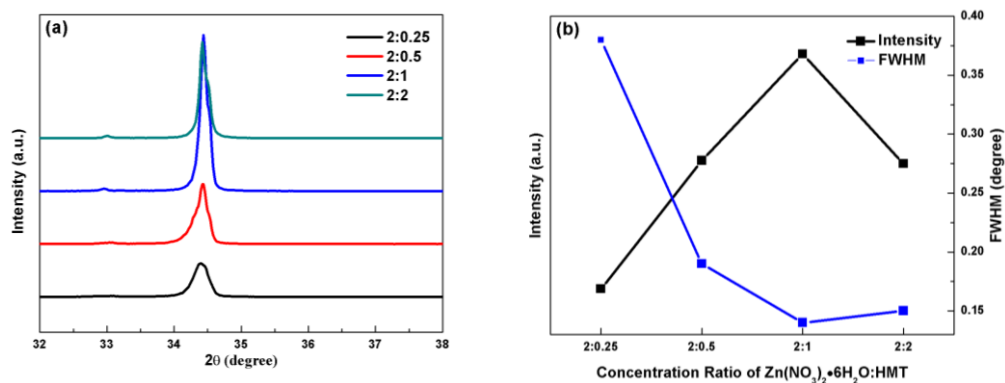 (a)
2:0.25
2:0.5
2:1
2:2
Intensity (a.u.)
32 33 34 35 36 37 38
2θ (degree)
(b)
Intensity
FWHM
Intensity (a.u.)
0.40
0.35
0.30
0.25
0.20
0.15
FWHM (degree)
2:0.25 2:0.5 2:1 2:2
Concentration Ratio of Zn(NO₃)₂•6H₂O:HMT